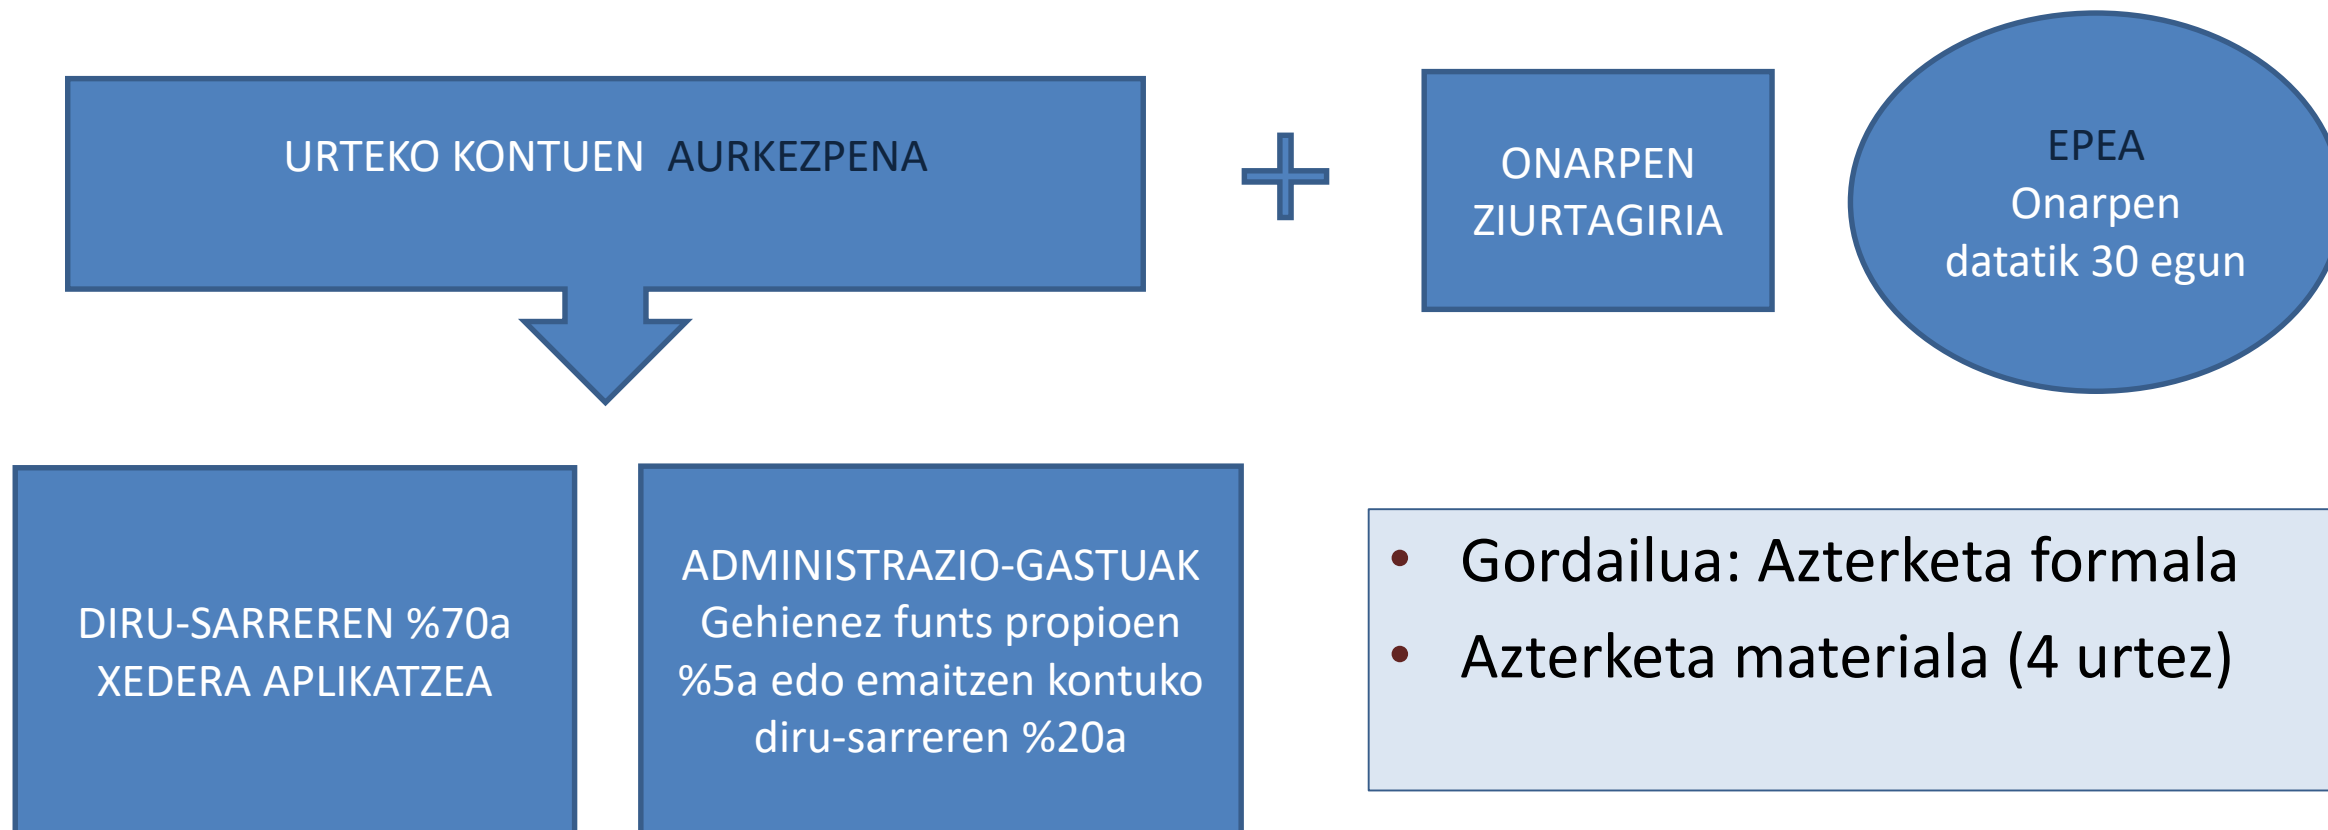 URTEKO KONTUEN AURKEZPENA
ONARPEN
ZIURTAGIRIA
EPEA
Onarpen
datatik 30 egun
DIRU-SARREREN %70a
XEDERA APLIKATZEA
ADMINISTRAZIO-GASTUAK
Gehienez funts propioen
%5a edo emaitzen kontuko
diru-sarreren %20a
• Gordailua: Azterketa formala
• Azterketa materiala (4 urtez)